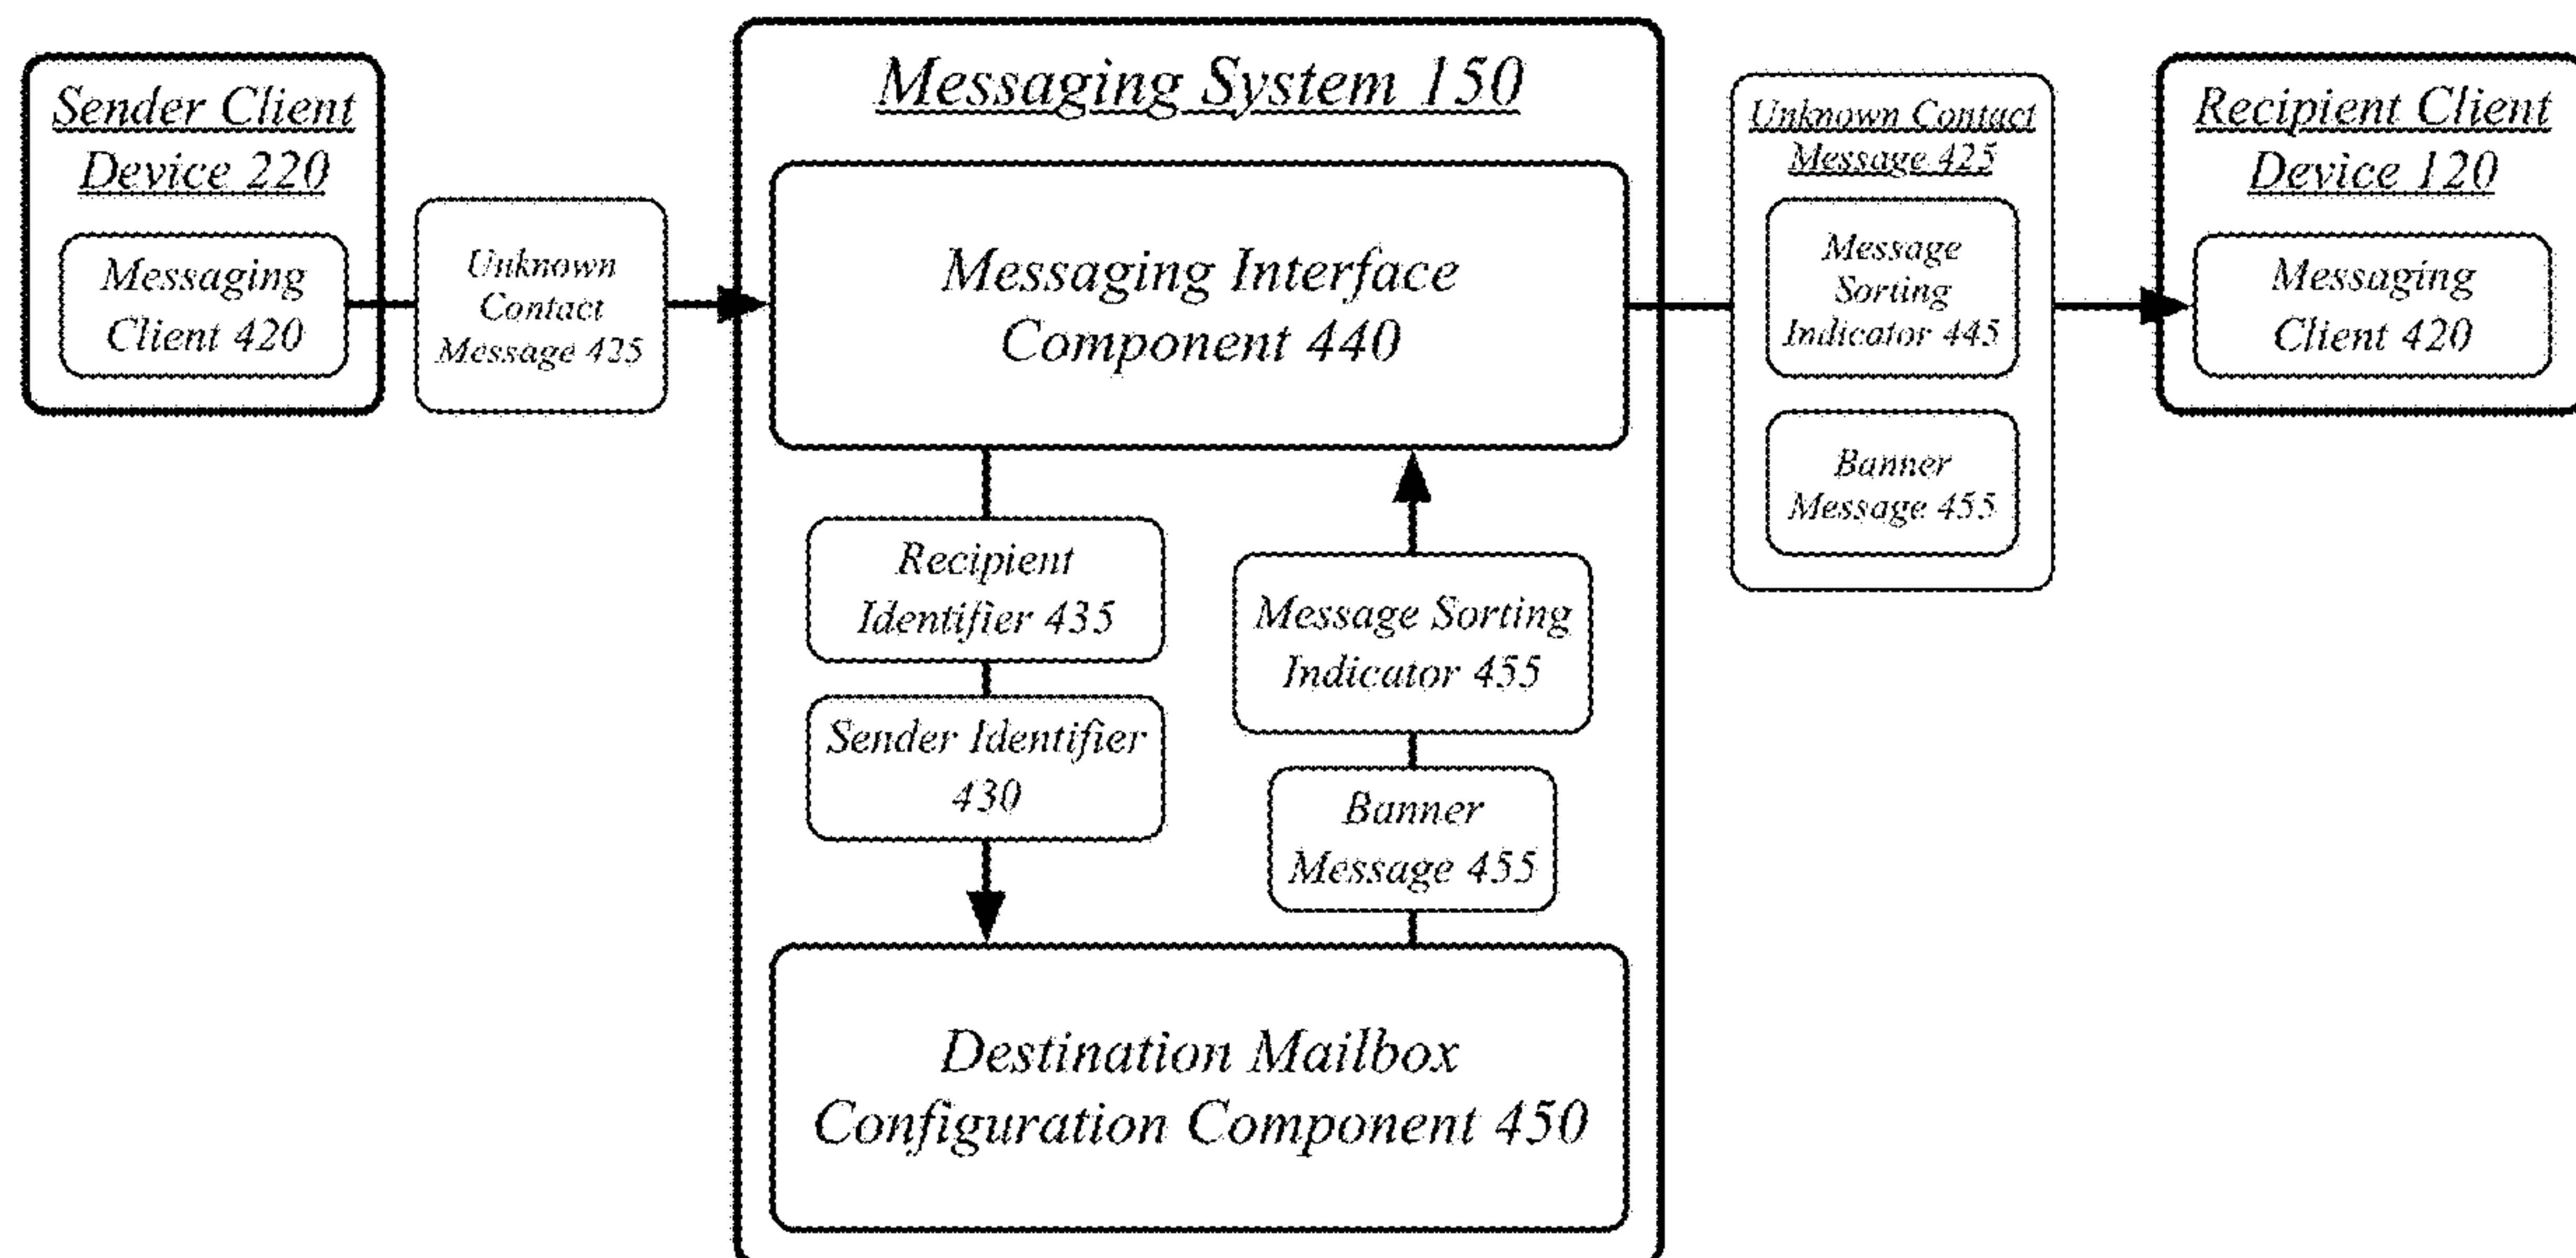 Sender Client
Device 220
Messaging
Client 420
Unknown
Contact
Message 425
Messaging System 150
Messaging Interface
Component 440
Recipient
Identifier 435
Sender Identifier
430
Message Sorting
Indicator 455
Banner
Message 455
Destination Mailbox
Configuration Component 450
Unknown Contact
Message 425
Message
Sorting
Indicator 445
Banner
Message 455
Recipient Client
Device 120
Messaging
Client 420